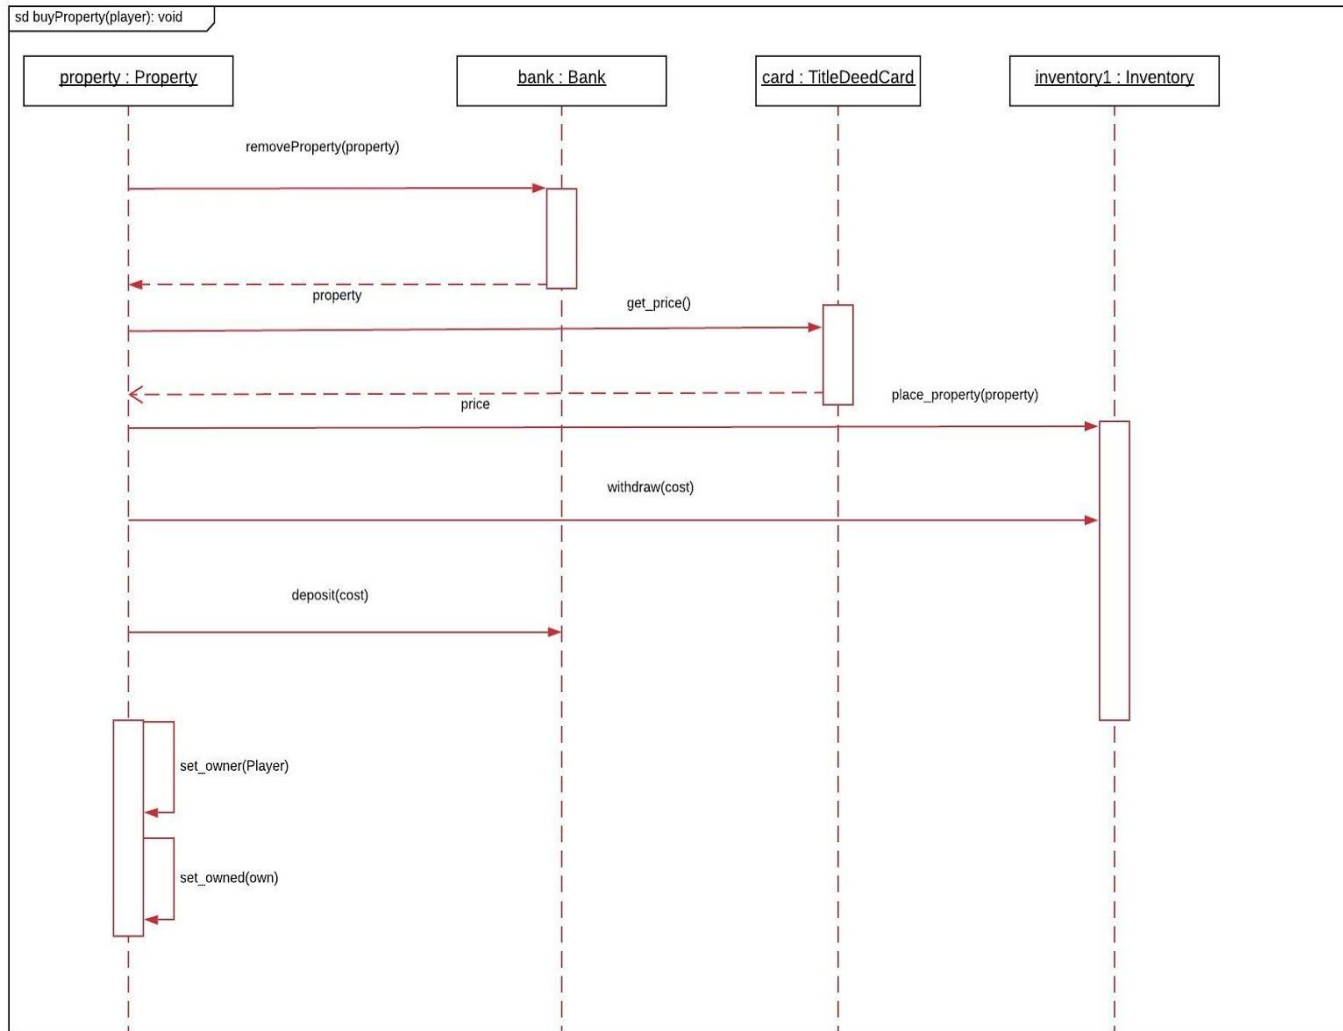 sd buyProperty(player): void
property : Property
bank : Bank
card : TitleDeedCard
inventory1 : Inventory
removeProperty(property)
property
get_price()
price
place_property(property)
withdraw(cost)
deposit(cost)
set_owner(Player)
set_owned(own)